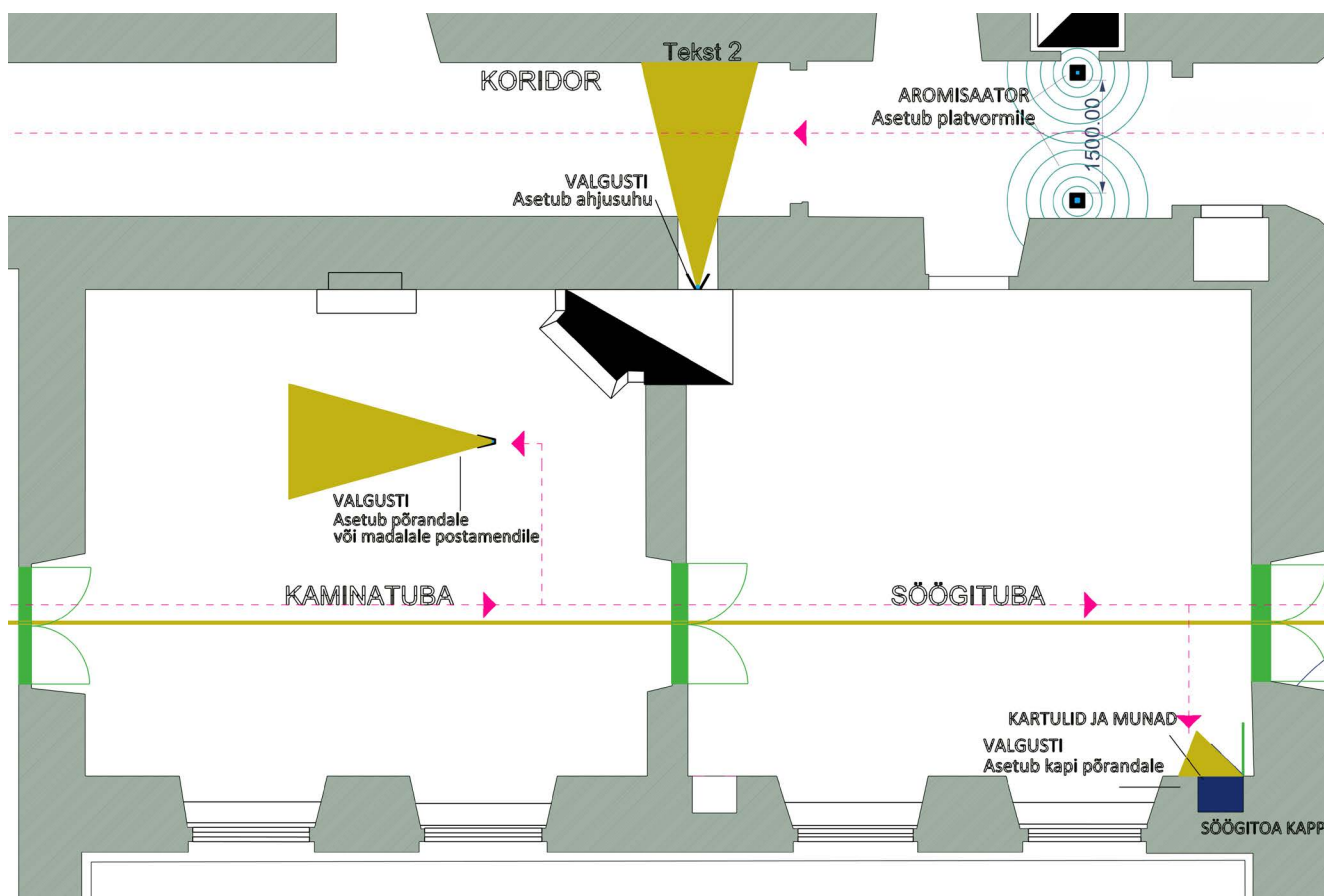 Tekst 2
KORIDOR
AROMISAATOR
Asetub platvormile
1500.00
VALGUSTI
Asetub ahjusuhu
VALGUSTI
Asetub põrandale
või madalale postamendile
KAMINATUBA
SÖÖGITUBA
KARTULID JA MUNAD
VALGUSTI
Asetub kapi põrandale
SÖÖGITOA KAPP